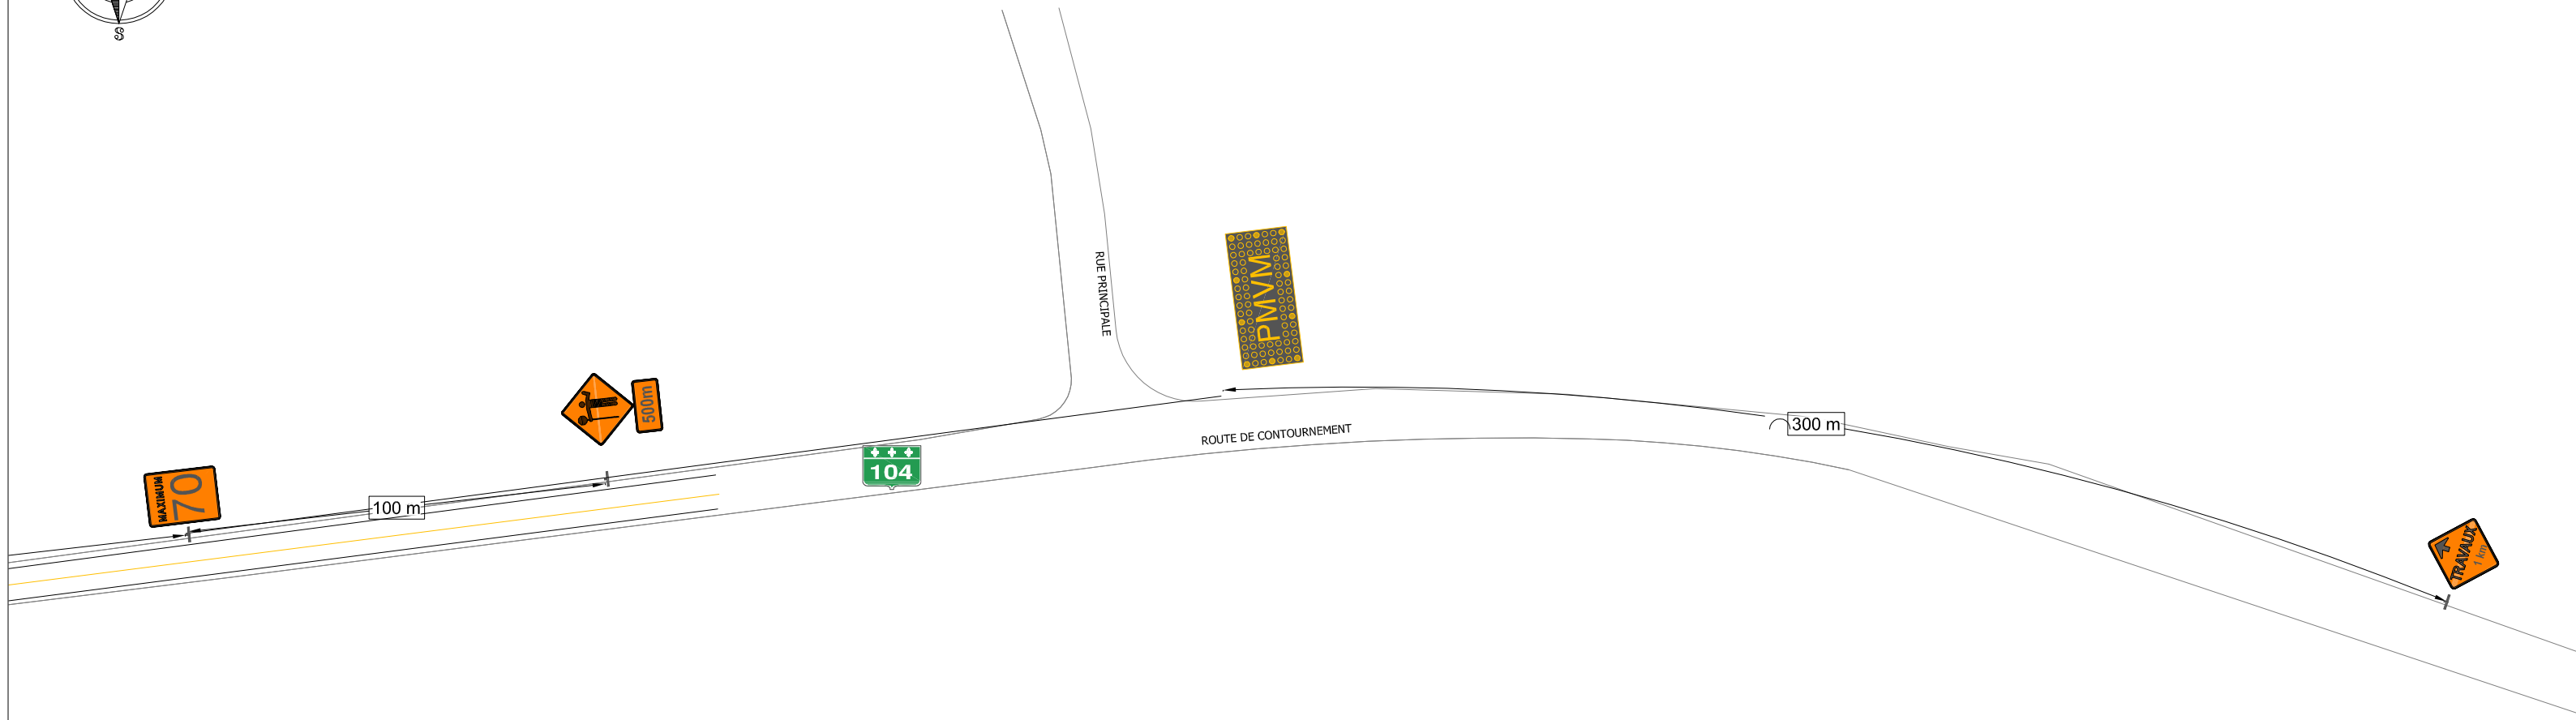 S
RUE PRINCIPALE
PMVM
500m
ROUTE DE CONTOURNEMENT
300 m
104
MAXIMUM
70
100 m
TRAVAUX
1 km